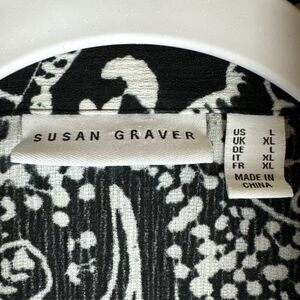 SUSAN GRAVER
US L
UK XL
DE L
IT XL
FR XL
MADE IN
CHINA